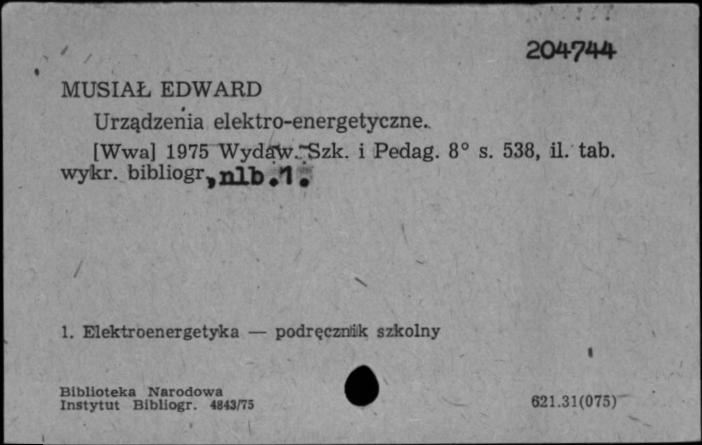 204744
MUSIAŁ EDWARD
Urządzenia elektro-energetyczne.
[Wwa] 1975 Wydaw. Szk. i Pedag. 8° s. 538, il. tab.
wykr. bibliogr, nlb.1.
1. Elektroenergetyka — podręcznik szkolny
Biblioteka Narodowa
Instytut Bibliogr. 4843/75
621.31(075)